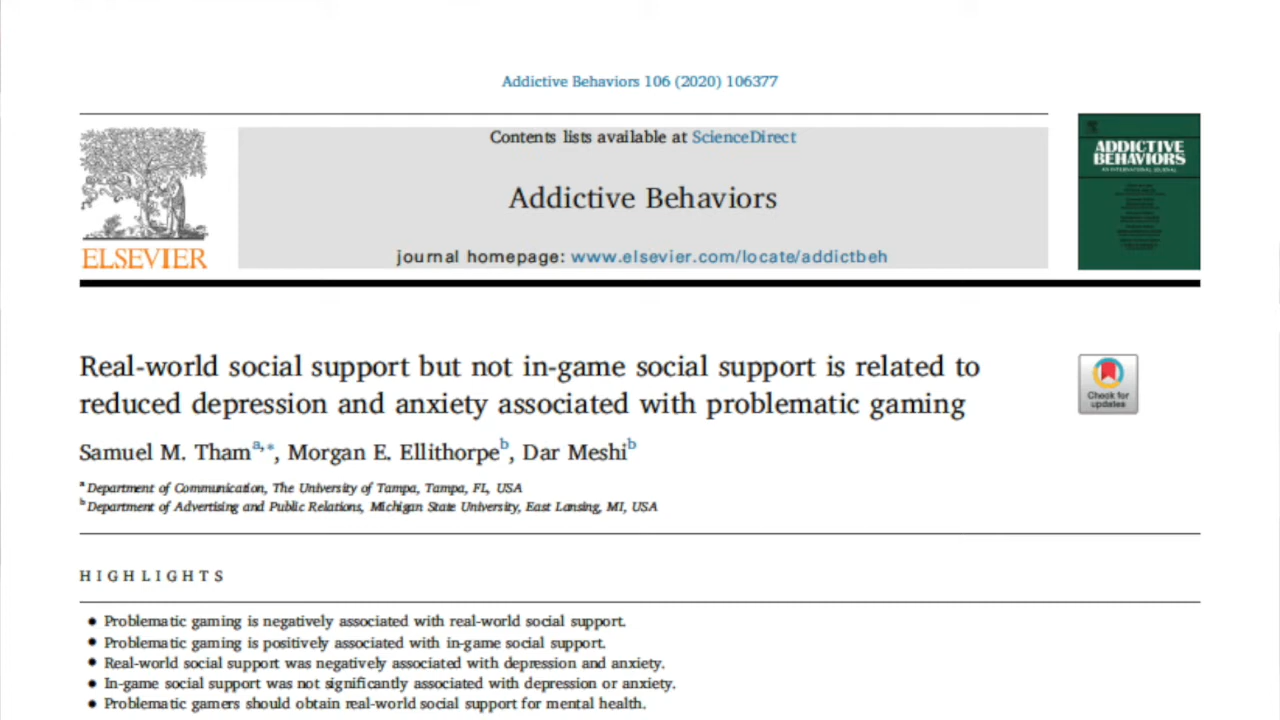 Addictive Behaviors 106 (2020) 106377
Contents lists available at ScienceDirect
Addictive Behaviors
journal homepage: www.elsevier.com/locate/addictbeh
ELSEVIER
ADDICTIVE
BEHAVIORS
AN INTERNATIONAL JOURNAL
Real-world social support but not in-game social support is related to
reduced depression and anxiety associated with problematic gaming
Check for
updates
Samuel M. Tham^a,*, Morgan E. Ellithorpe^b, Dar Meshi^b
^a Department of Communication, The University of Tampa, Tampa, FL, USA
^b Department of Advertising and Public Relations, Michigan State University, East Lansing, MI, USA
HIGHLIGHTS
• Problematic gaming is negatively associated with real-world social support.
• Problematic gaming is positively associated with in-game social support.
• Real-world social support was negatively associated with depression and anxiety.
• In-game social support was not significantly associated with depression or anxiety.
• Problematic gamers should obtain real-world social support for mental health.